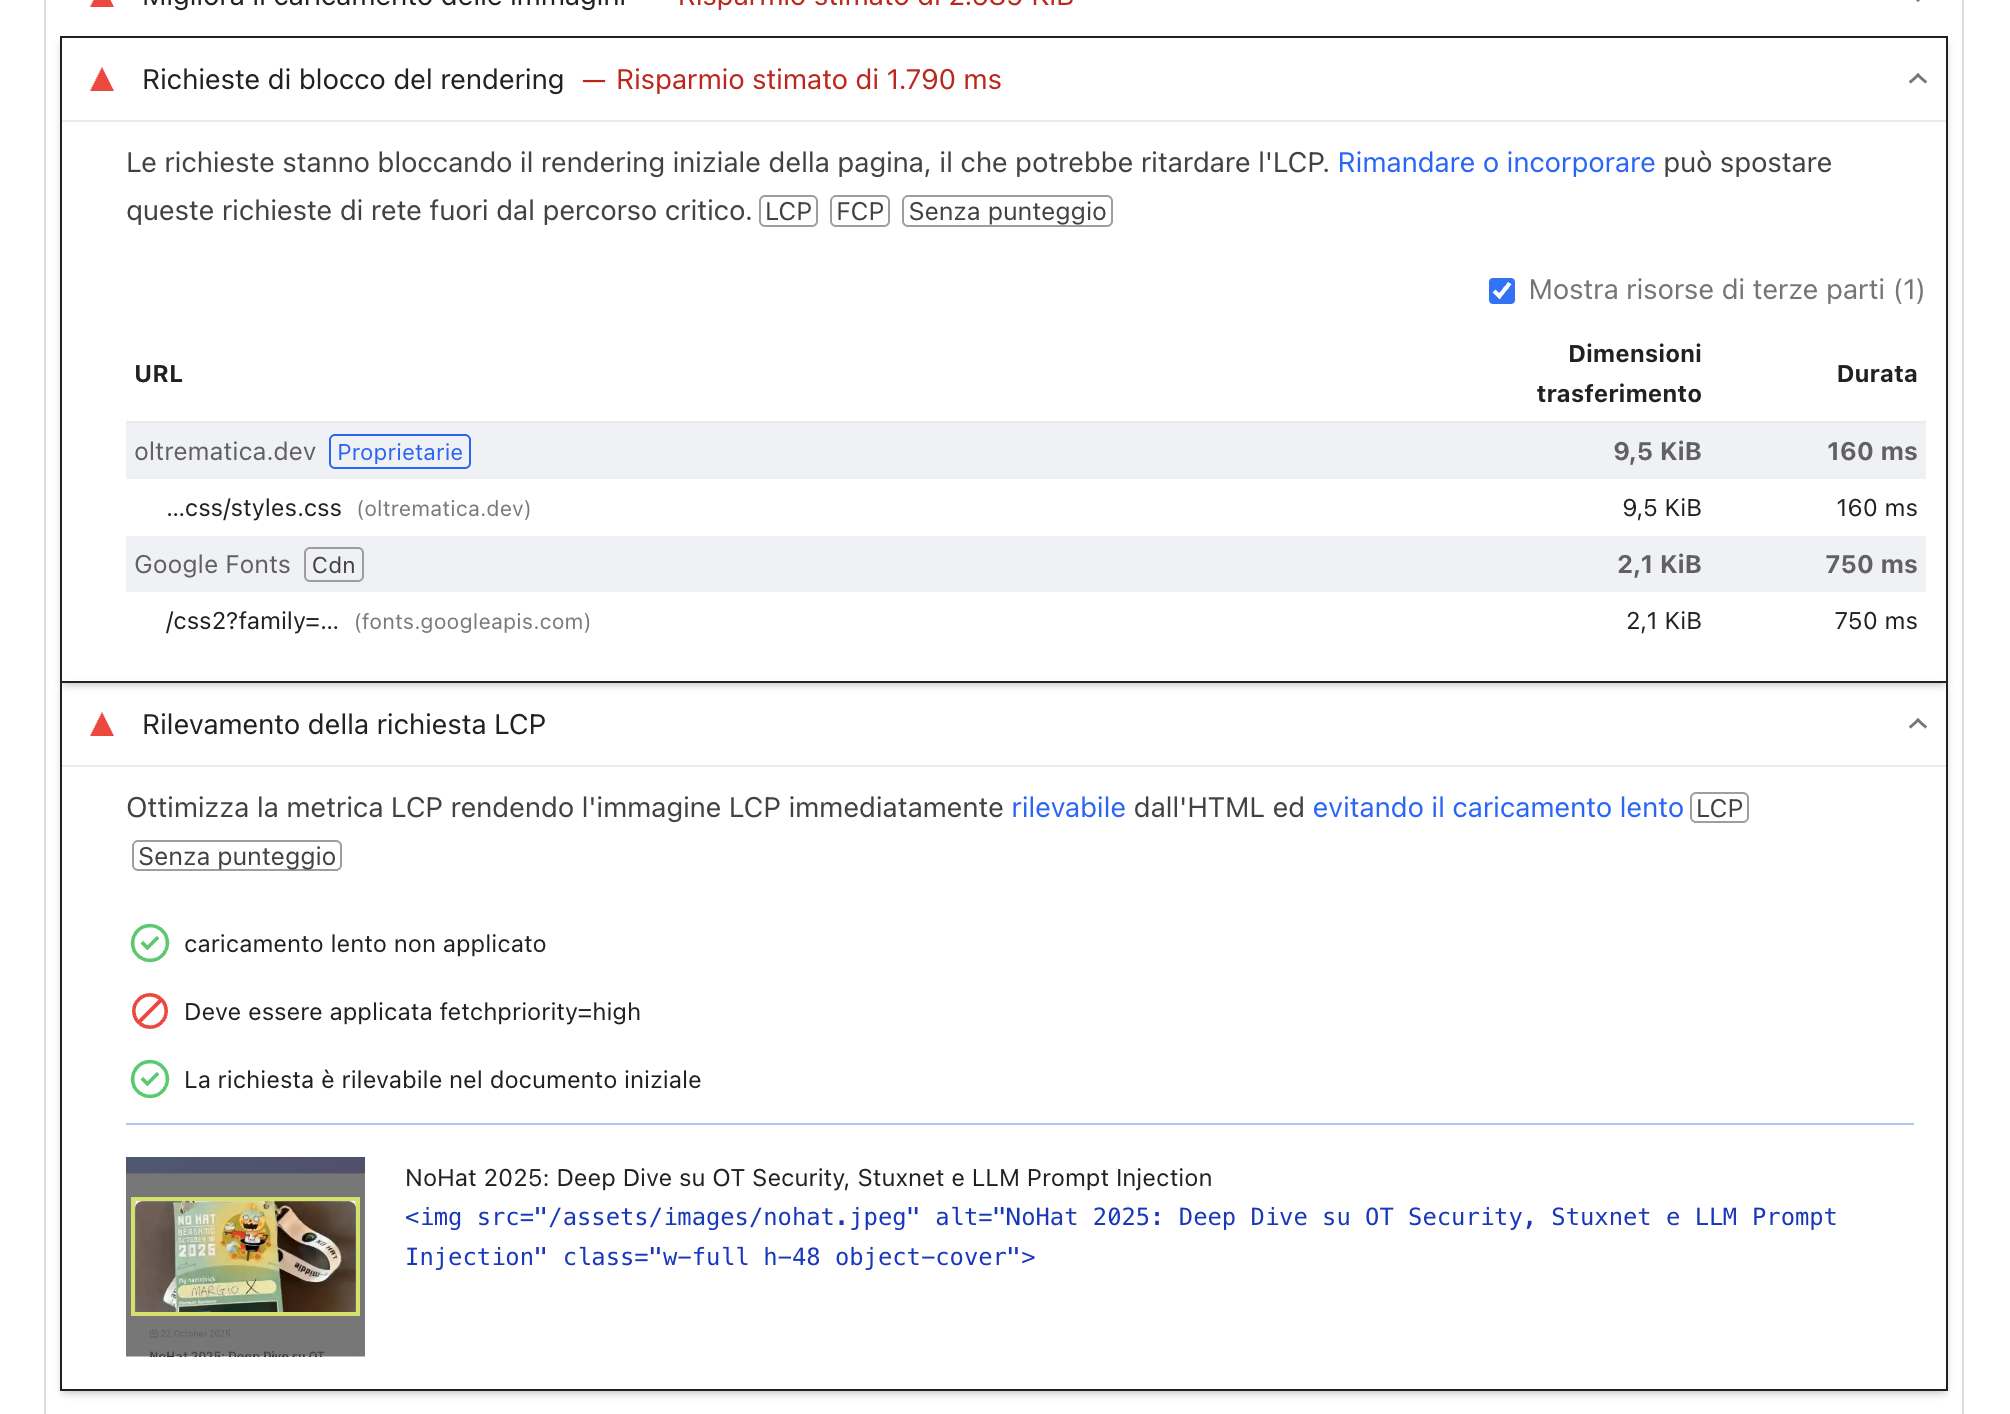 Migliora il caricamento delle immagini — Risparmio stimato di 2.085 KiB
Richieste di blocco del rendering — Risparmio stimato di 1.790 ms
Le richieste stanno bloccando il rendering iniziale della pagina, il che potrebbe ritardare l'LCP. Rimandare o incorporare può spostare
queste richieste di rete fuori dal percorso critico. LCP FCP Senza punteggio
Mostra risorse di terze parti (1)
URL
Dimensioni
trasferimento
Durata
oltrematica.dev Proprietarie 9,5 KiB 160 ms
...css/styles.css (oltrematica.dev) 9,5 KiB 160 ms
Google Fonts Cdn 2,1 KiB 750 ms
/css2?family=... (fonts.googleapis.com) 2,1 KiB 750 ms
Rilevamento della richiesta LCP
Ottimizza la metrica LCP rendendo l'immagine LCP immediatamente rilevabile dall'HTML ed evitando il caricamento lento LCP
Senza punteggio
caricamento lento non applicato
Deve essere applicata fetchpriority=high
La richiesta è rilevabile nel documento iniziale
NO HAT
BERGAMO
OCTOBER 18
2025
My name/nick
MARGIO X
22 October 2025
NoHat 2025: Deep Dive su OT
NoHat 2025: Deep Dive su OT Security, Stuxnet e LLM Prompt Injection
<img src="/assets/images/nohat.jpeg" alt="NoHat 2025: Deep Dive su OT Security, Stuxnet e LLM Prompt
Injection" class="w-full h-48 object-cover">